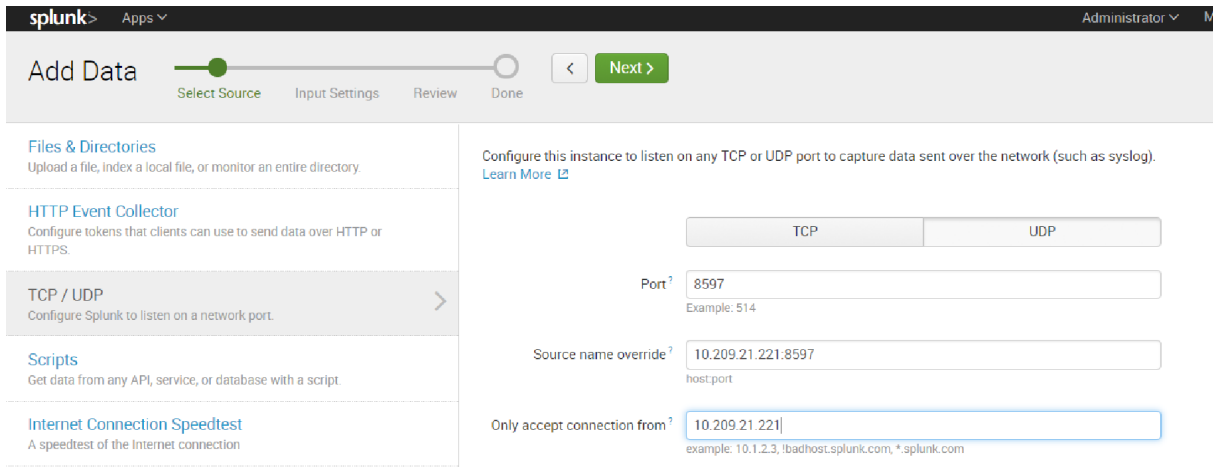 splunk> Apps Administrator M
Add Data
Select Source Input Settings Review Done
< Next >
Files & Directories
Upload a file, index a local file, or monitor an entire directory.
HTTP Event Collector
Configure tokens that clients can use to send data over HTTP or
HTTPS.
TCP / UDP
Configure Splunk to listen on a network port.
Scripts
Get data from any API, service, or database with a script.
Internet Connection Speedtest
A speedtest of the Internet connection
Configure this instance to listen on any TCP or UDP port to capture data sent over the network (such as syslog).
Learn More
TCP UDP
Port ? 8597
Example: 514
Source name override ? 10.209.21.221:8597
host:port
Only accept connection from ? 10.209.21.221
example: 10.1.2.3, !badhost.splunk.com, *.splunk.com